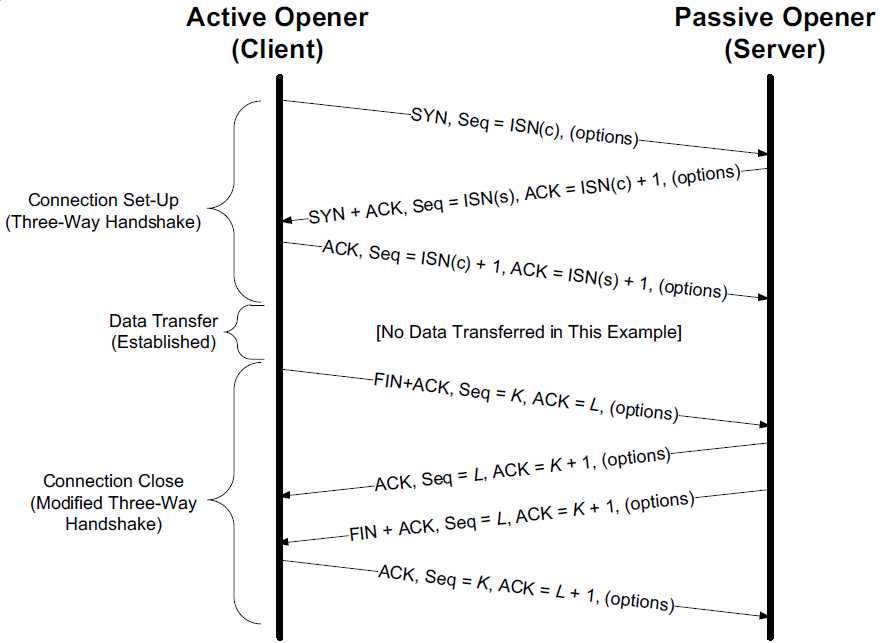 Active Opener
(Client)
Passive Opener
(Server)
SYN, Seq = ISN(c), (options)
SYN + ACK, Seq = ISN(s), ACK = ISN(c) + 1, (options)
Connection Set-Up
(Three-Way Handshake)
ACK, Seq = ISN(c) + 1, ACK = ISN(s) + 1, (options)
Data Transfer
(Established)
[No Data Transferred in This Example]
FIN+ACK, Seq = K, ACK = L, (options)
ACK, Seq = L, ACK = K + 1, (options)
Connection Close
(Modified Three-Way
Handshake)
FIN + ACK, Seq = L, ACK = K + 1, (options)
ACK, Seq = K, ACK = L + 1, (options)